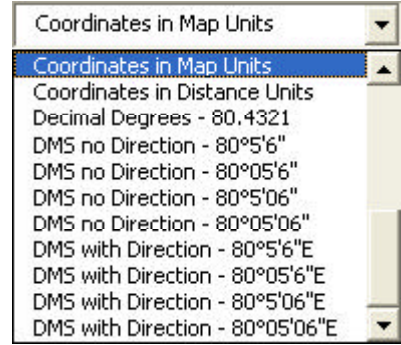 Coordinates in Map Units
Coordinates in Map Units
Coordinates in Distance Units
Decimal Degrees - 80.4321
DMS no Direction - 80°5'6"
DMS no Direction - 80°05'6"
DMS no Direction - 80°5'06"
DMS no Direction - 80°05'06"
DMS with Direction - 80°5'6"E
DMS with Direction - 80°05'6"E
DMS with Direction - 80°5'06"E
DMS with Direction - 80°05'06"E